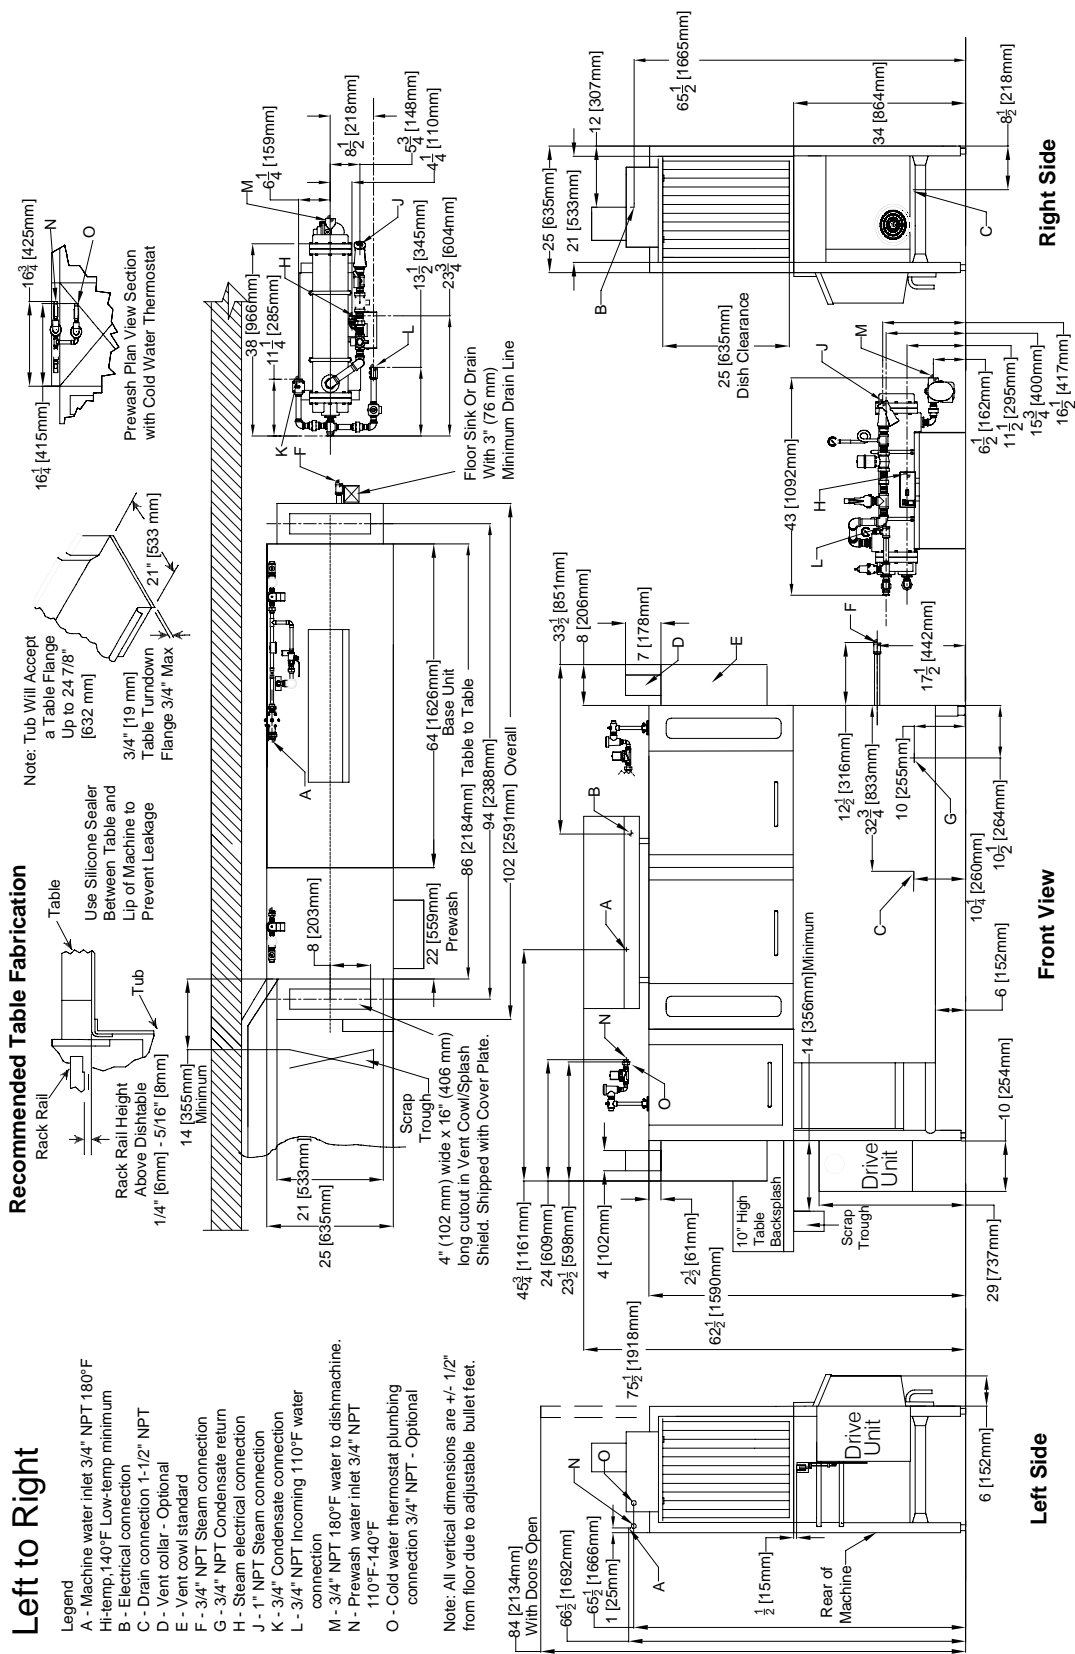 Left to Right
Legend
A - Machine water inlet 3/4" NPT 180°F
Hi-temp,140°F Low-temp minimum
B - Electrical connection
C - Drain connection 1-1/2" NPT
D - Vent collar - Optional
E - Vent cowl standard
F - 3/4" NPT Steam connection
G - 3/4" NPT Condensate return
H - Steam electrical connection
J - 1" NPT Steam connection
K - 3/4" Condensate connection
L - 3/4" NPT Incoming 110°F water
connection
M - 3/4" NPT 180°F water to dishmachine.
N - Prewash water inlet 3/4" NPT
110°F-140°F
O - Cold water thermostat plumbing
connection 3/4" NPT - Optional
Note: All vertical dimensions are +/- 1/2"
from floor due to adjustable bullet feet.
Recommended Table Fabrication
Rack Rail
Table
Tub
Rack Rail Height
Above Dishtable
1/4" [6mm] - 5/16" [8mm]
Use Silicone Sealer
Between Table and
Lip of Machine to
Prevent Leakage
Note: Tub Will Accept
a Table Flange
Up to 24 7/8"
[632 mm]
3/4" [19 mm]
Table Turndown
Flange 3/4" Max
21" [533 mm]
16 1/4 [415mm]
16 3/4 [425mm]
N
O
Prewash Plan View Section
with Cold Water Thermostat
14 [355mm]
Minimum
21 [533mm]
25 [635mm]
Scrap
Trough
4" (102 mm) wide x 16" (406 mm)
long cutout in Vent Cowl/Splash
Shield. Shipped with Cover Plate.
8 [203mm]
22 [559mm]
Prewash
A
64 [1626mm]
Base Unit
86 [2184mm] Table to Table
94 [2388mm]
102 [2591mm] Overall
F
K
Floor Sink Or Drain
With 3" (76 mm)
Minimum Drain Line
38 [966mm]
11 1/4 [285mm]
H
M
6 1/4 [159mm]
8 1/2 [218mm]
5 3/4 [148mm]
4 1/4 [110mm]
J
L
13 1/2 [345mm]
23 3/4 [604mm]
84 [2134mm]
With Doors Open
66 1/2 [1692mm]
65 1/2 [1666mm]
1 [25mm]
A
N
O
1/2 [15mm]
Rear of
Machine
Drive
Unit
6 [152mm]
Left Side
75 1/2 [1918mm]
62 1/2 [1590mm]
45 3/4 [1161mm]
24 [609mm]
23 1/2 [598mm]
4 [102mm]
2 1/2 [61mm]
10" High
Table
Backsplash
Scrap
Trough
Drive
Unit
29 [737mm]
10 [254mm]
14 [356mm]Minimum
6 [152mm]
N
O
A
B
33 1/2 [851mm]
8 [206mm]
7 [178mm]
D
E
F
12 1/2 [316mm]
32 3/4 [833mm]
10 [255mm]
17 1/2 [442mm]
C
G
10 1/4 [260mm]
10 1/2 [264mm]
Front View
43 [1092mm]
L
H
J
M
6 1/2 [162mm]
11 1/2 [295mm]
15 3/4 [400mm]
16 1/2 [417mm]
25 [635mm]
21 [533mm]
12 [307mm]
B
65 1/2 [1665mm]
25 [635mm]
Dish Clearance
34 [864mm]
C
8 1/2 [218mm]
Right Side